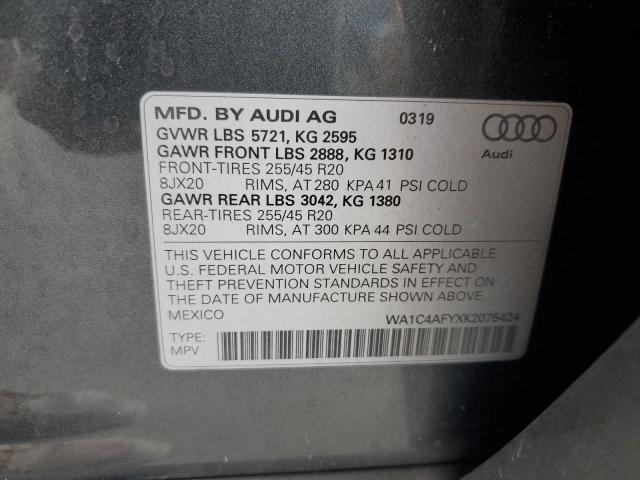 MFD. BY AUDI AG 0319
GVWR LBS 5721, KG 2595
GAWR FRONT LBS 2888, KG 1310
FRONT-TIRES 255/45 R20
8JX20 RIMS, AT 280 KPA 41 PSI COLD
GAWR REAR LBS 3042, KG 1380
REAR-TIRES 255/45 R20
8JX20 RIMS, AT 300 KPA 44 PSI COLD
Audi
THIS VEHICLE CONFORMS TO ALL APPLICABLE
U.S. FEDERAL MOTOR VEHICLE SAFETY AND
THEFT PREVENTION STANDARDS IN EFFECT ON
THE DATE OF MANUFACTURE SHOWN ABOVE.
MEXICO WA1C4AFYXK2075424
TYPE:
MPV